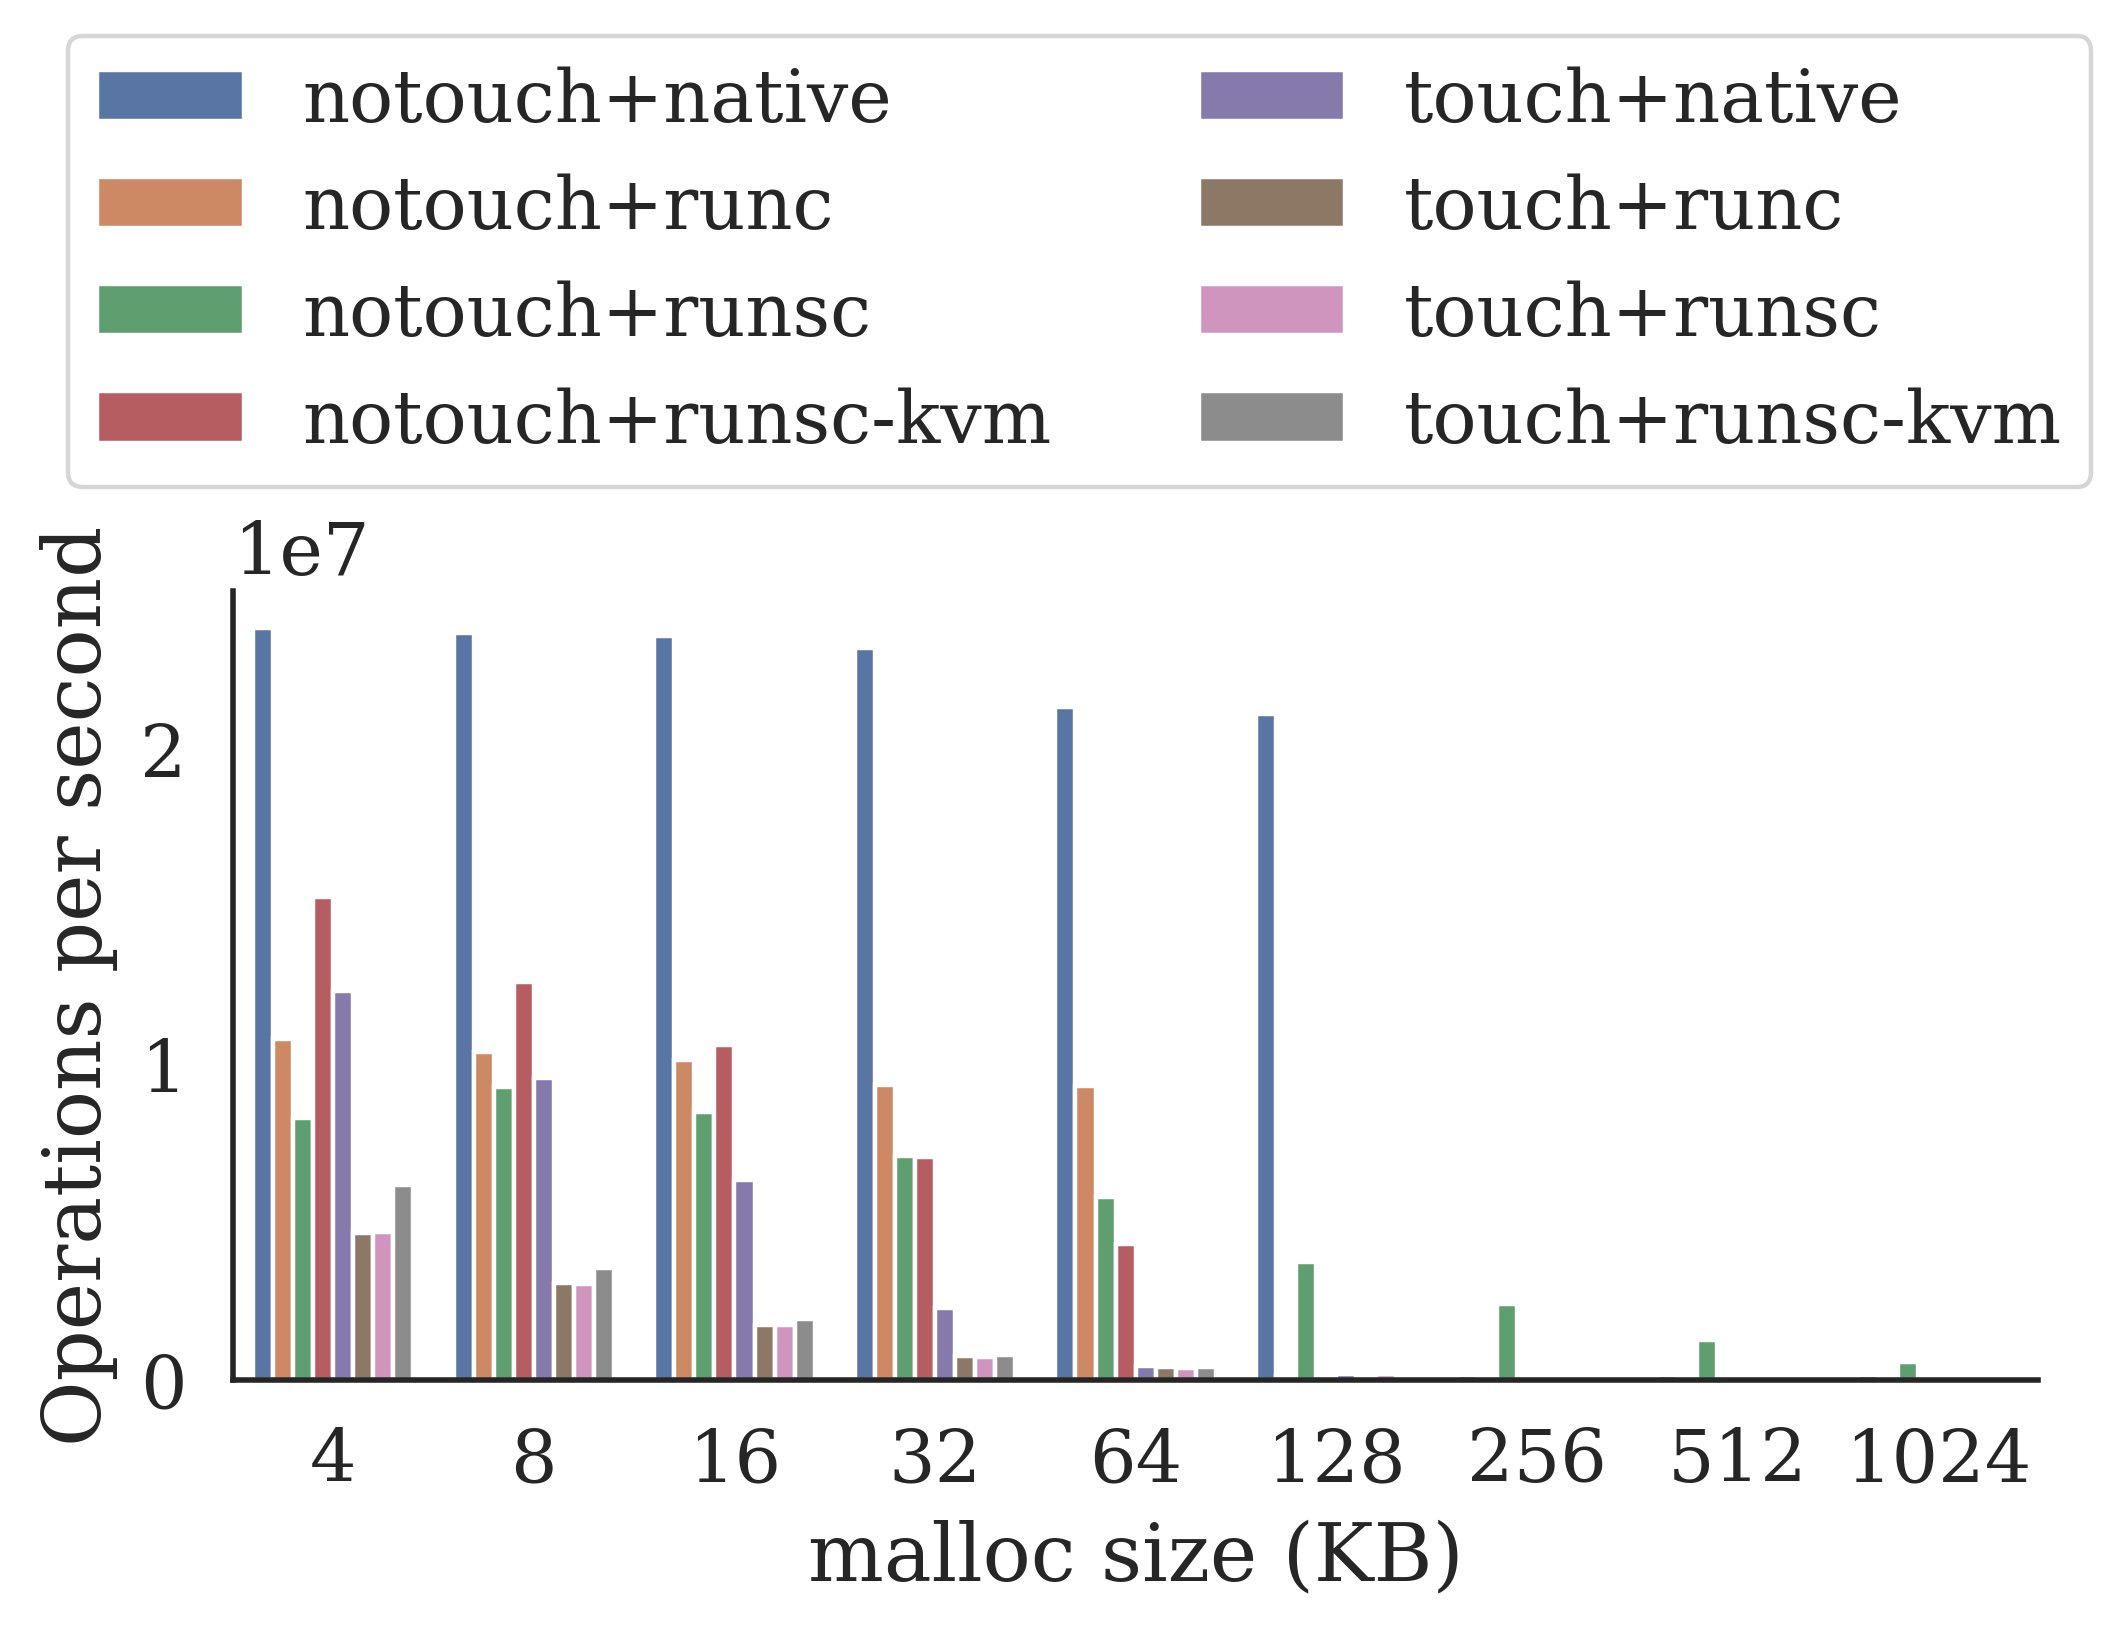 notouch+native
notouch+runc
notouch+runsc
notouch+runsc-kvm
touch+native
touch+runc
touch+runsc
touch+runsc-kvm
1e7
Operations per second
2
1
0
4 8 16 32 64 128 256 512 1024
malloc size (KB)